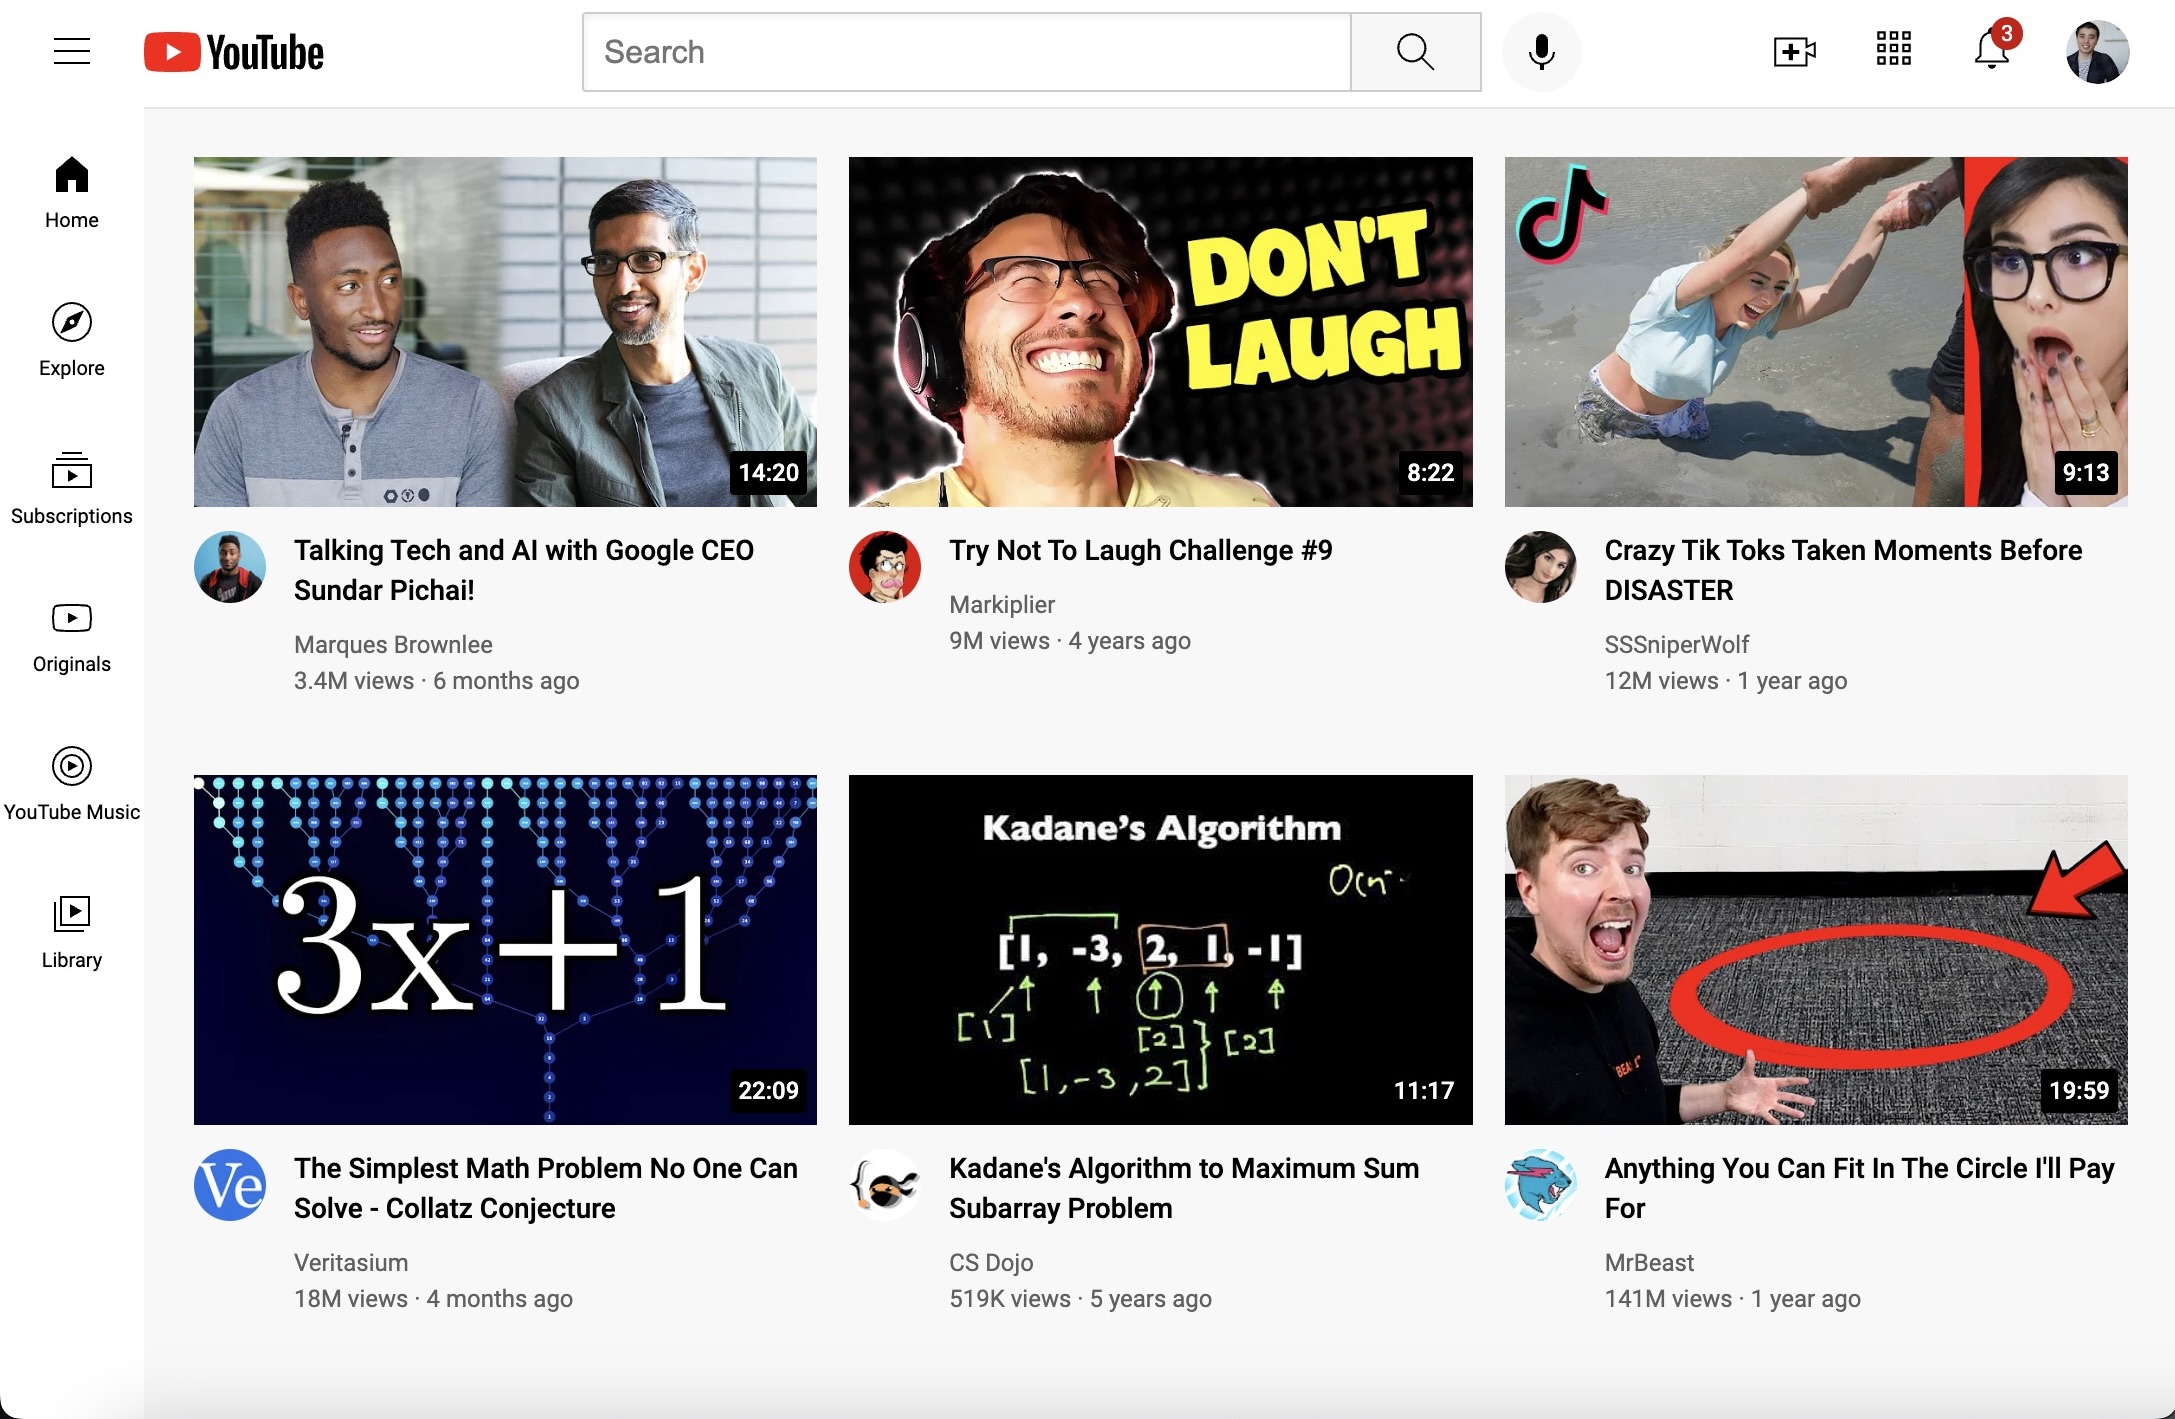 YouTube
Search
3
Home
Explore
Subscriptions
Originals
YouTube Music
Library
DON'T
LAUGH
14:20
8:22
9:13
Talking Tech and AI with Google CEO
Sundar Pichai!
Marques Brownlee
3.4M views · 6 months ago
Try Not To Laugh Challenge #9
Markiplier
9M views · 4 years ago
Crazy Tik Toks Taken Moments Before
DISASTER
SSSniperWolf
12M views · 1 year ago
3x+1
22:09
Kadane's Algorithm
[1, -3, 2, 1, -1]
[1]
[2]
[2]
[1,-3,2]
11:17
19:59
Ve
The Simplest Math Problem No One Can
Solve - Collatz Conjecture
Veritasium
18M views · 4 months ago
Kadane's Algorithm to Maximum Sum
Subarray Problem
CS Dojo
519K views · 5 years ago
Anything You Can Fit In The Circle I'll Pay
For
MrBeast
141M views · 1 year ago